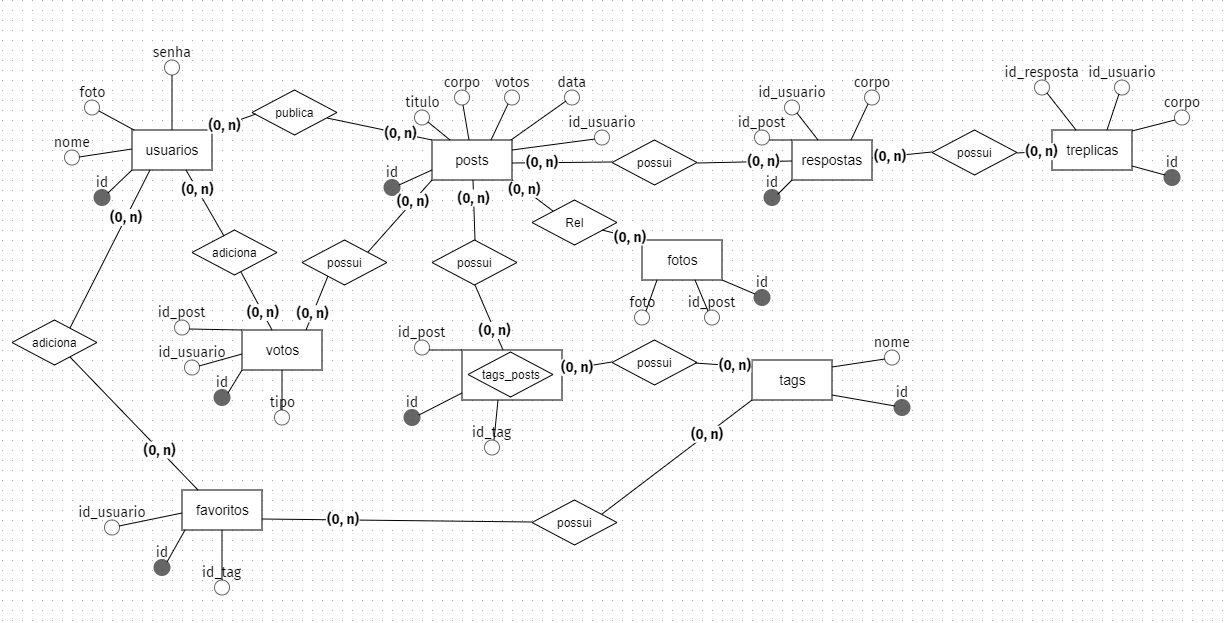 senha
foto
corpo
votos
data
titulo
id_usuario
id_resposta
id_usuario
corpo
id_usuario
corpo
id_post
publica
(0, n)
(0, n)
nome
usuarios
posts
(0, n)
possui
(0, n)
respostas
(0, n)
possui
(0, n)
treplicas
id
id
id
id
(0, n)
(0, n)
(0, n)
(0, n)
(0, n)
Rel
(0, n)
adiciona
possui
possui
fotos
id
foto
id_post
(0, n)
(0, n)
(0, n)
id_post
id_post
adiciona
id_usuario
votos
nome
tags_posts
(0, n)
possui
(0, n)
tags
id
tipo
id
id
id_tag
(0, n)
(0, n)
id_usuario
favoritos
(0, n)
possui
id
id_tag